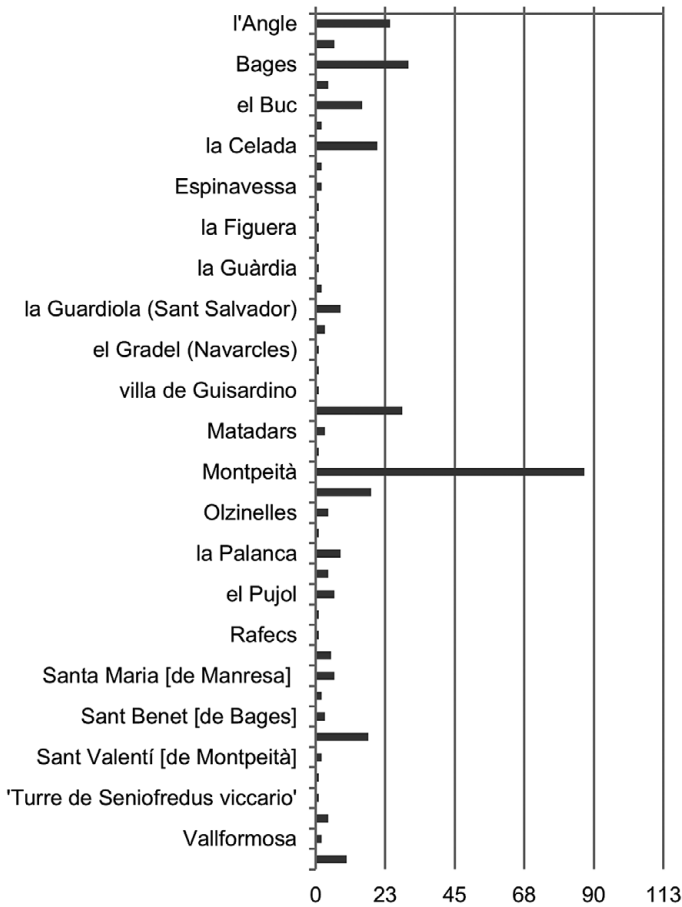 l'Angle
Bages
el Buc
la Celada
Espinavessa
la Figuera
la Guàrdia
la Guardiola (Sant Salvador)
el Gradel (Navarcles)
villa de Guisardino
Matadars
Montpeità
Olzinelles
la Palanca
el Pujol
Rafecs
Santa Maria [de Manresa]
Sant Benet [de Bages]
Sant Valentí [de Montpeità]
'Turre de Seniofredus viccario'
Vallformosa
0 23 45 68 90 113